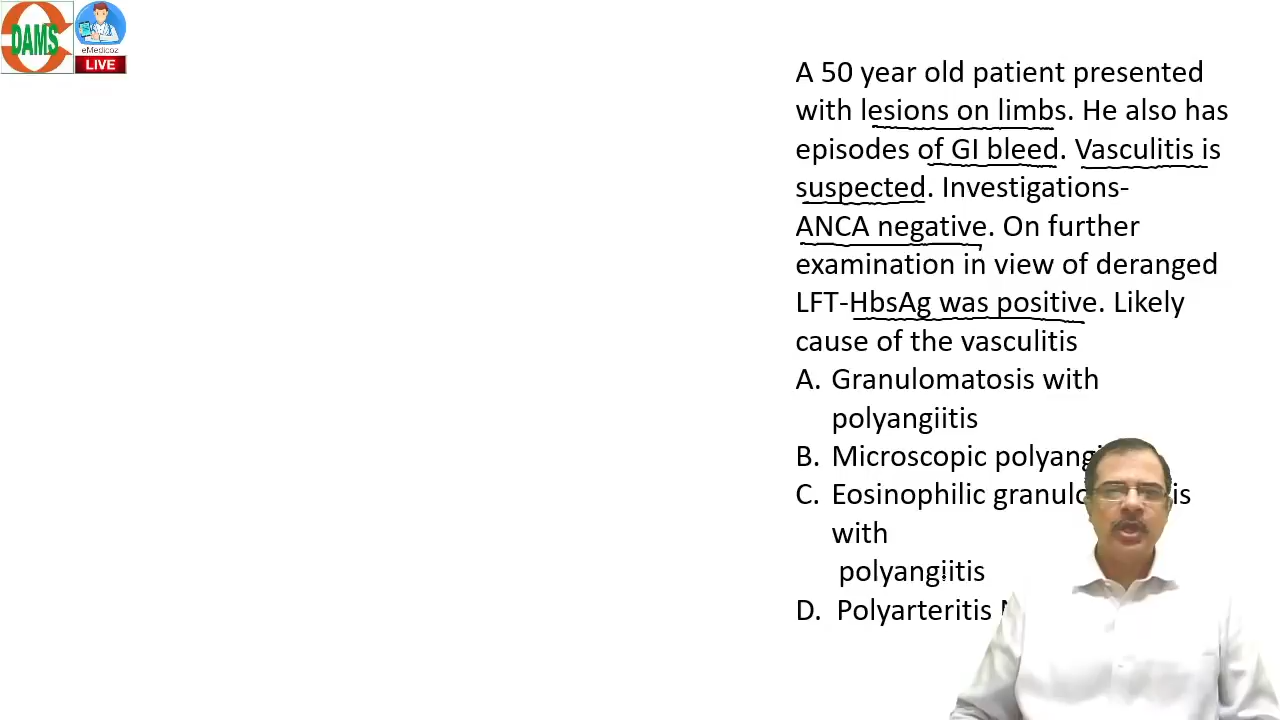 DAMS
eMedicoz
LIVE
A 50 year old patient presented
with lesions on limbs. He also has
episodes of GI bleed. Vasculitis is
suspected. Investigations-
ANCA negative. On further
examination in view of deranged
LFT-HbsAg was positive. Likely
cause of the vasculitis
A. Granulomatosis with
polyangiitis
B. Microscopic
C. Eosinophilic
with
polyangiitis
D. Polyarteritis